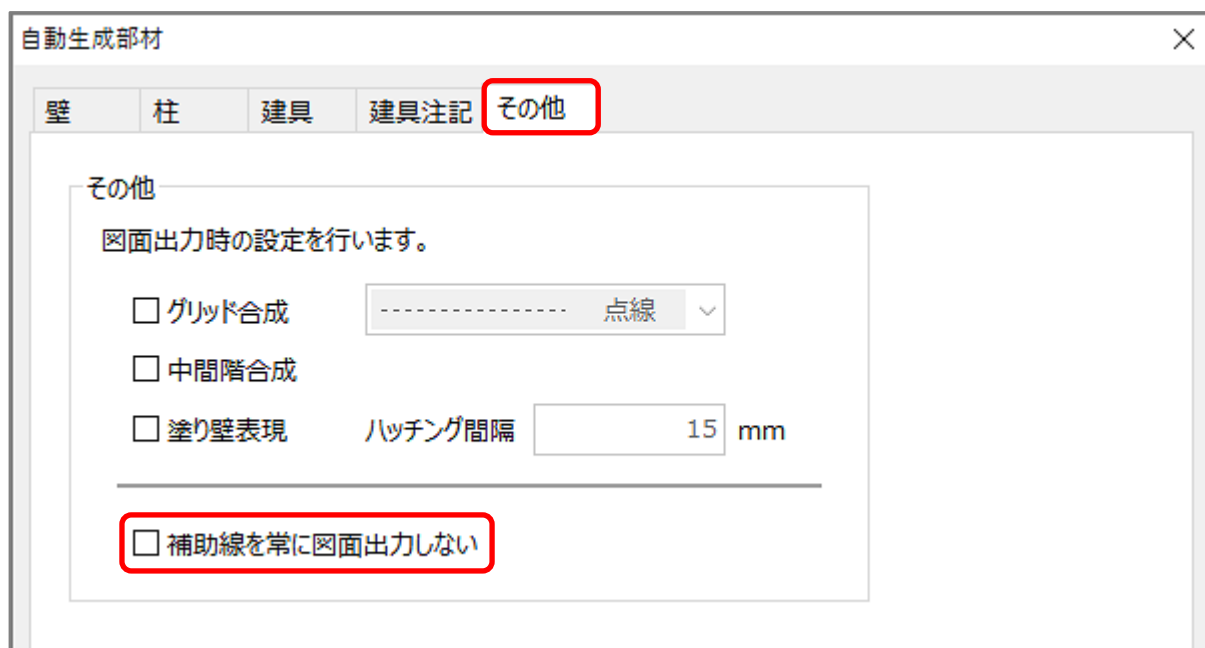 自動生成部材
壁 柱 建具 建具注記 その他
その他
図面出力時の設定を行います。
グリッド合成 ---------------- 点線
中間階合成
塗り壁表現 ハッチング間隔 15 mm
補助線を常に図面出力しない